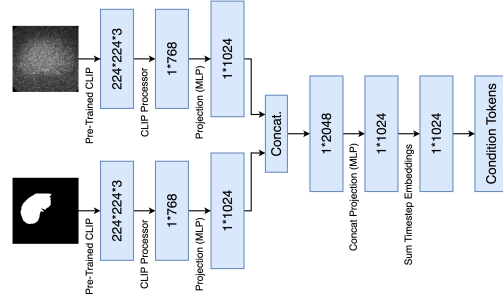 Pre-Trained CLIP
224*224*3
CLIP Processor
1*768
Projection (MLP)
1*1024
Pre-Trained CLIP
224*224*3
CLIP Processor
1*768
Projection (MLP)
1*1024
Concat.
1*2048
Concat Projection (MLP)
1*1024
Sum Timestep Embeddings
1*1024
Condition Tokens